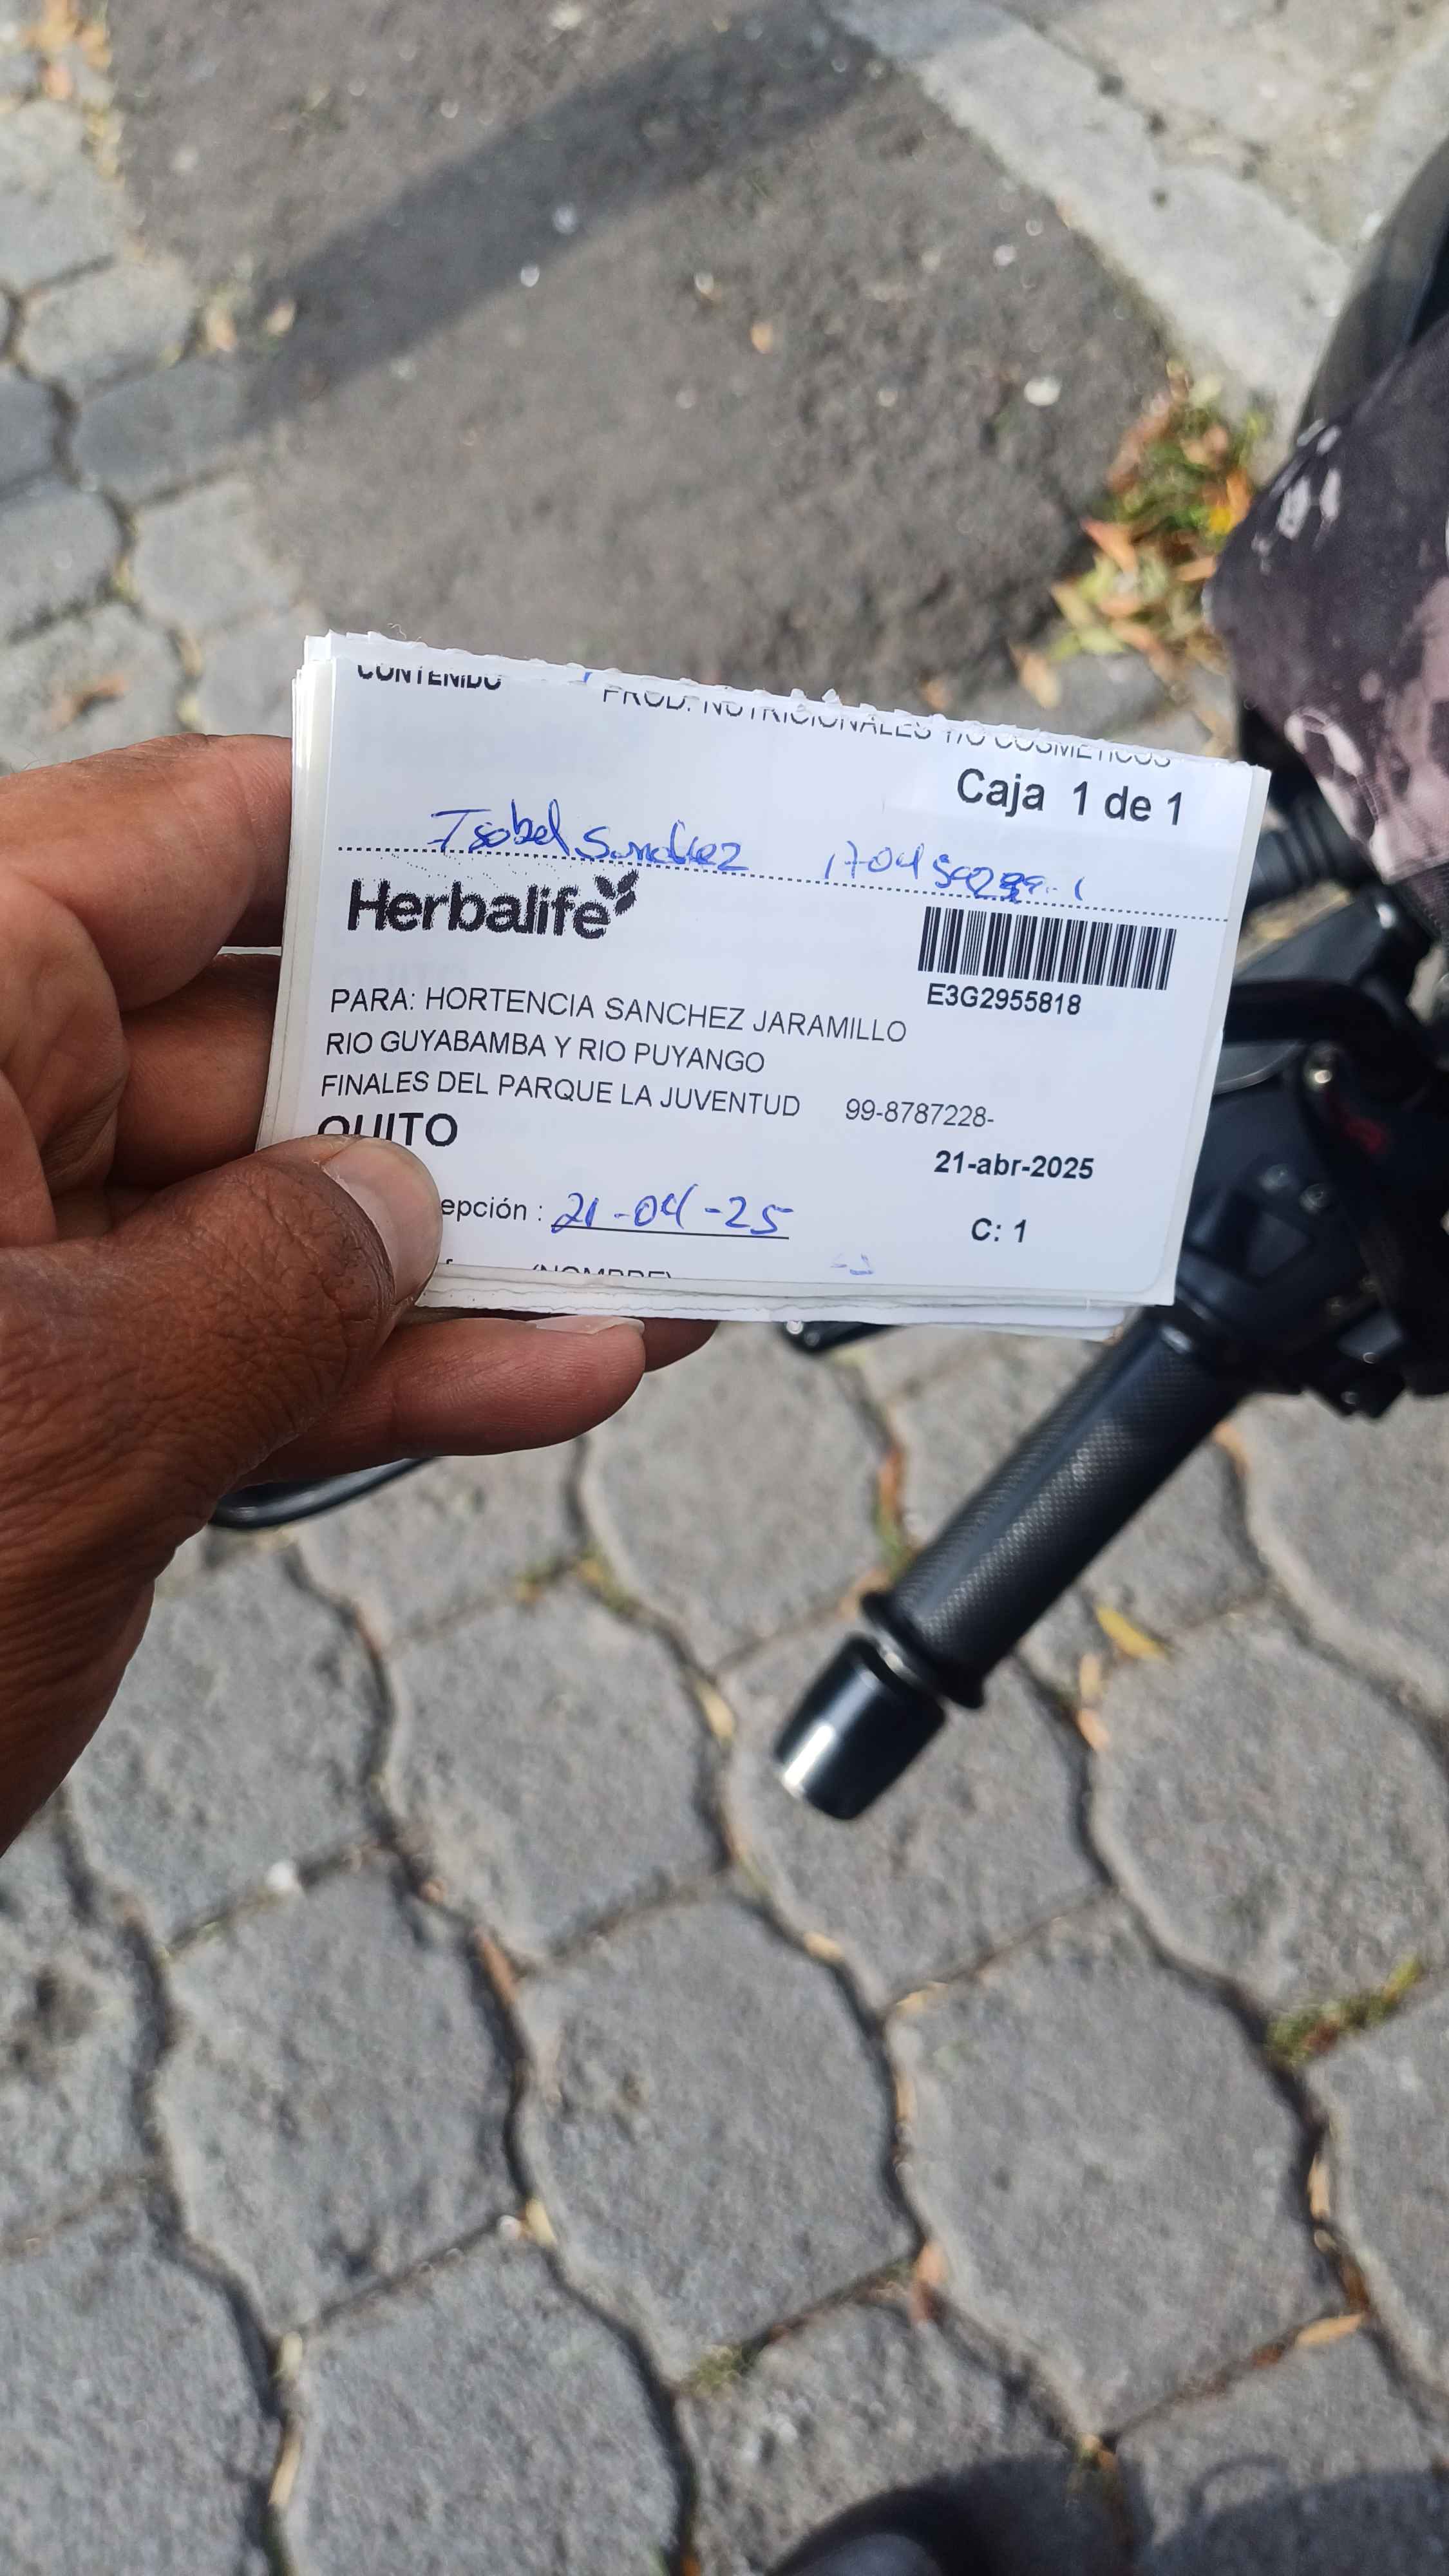 CONTENIDO PROD. NUTRICIONALES Y/O COSMETICOS
Caja 1 de 1
Isabel Sanchez
Herbalife
E3G2955818
PARA: HORTENCIA SANCHEZ JARAMILLO
RIO GUYABAMBA Y RIO PUYANGO
FINALES DEL PARQUE LA JUVENTUD 99-8787228-
QUITO
21-abr-2025
epción : 21-04-25
C: 1
(NOMBRE)